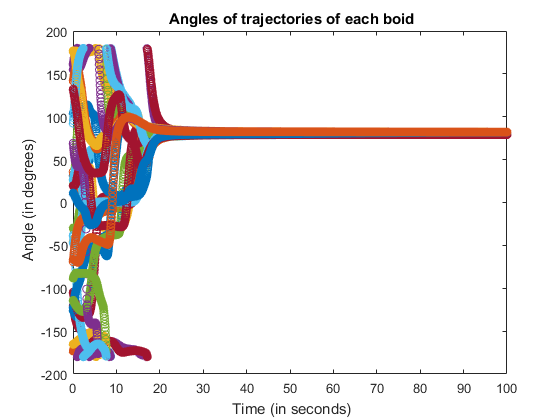 Angles of trajectories of each boid
200
150
100
50
0
-50
-100
-150
-200
Angle (in degrees)
0 10 20 30 40 50 60 70 80 90 100
Time (in seconds)